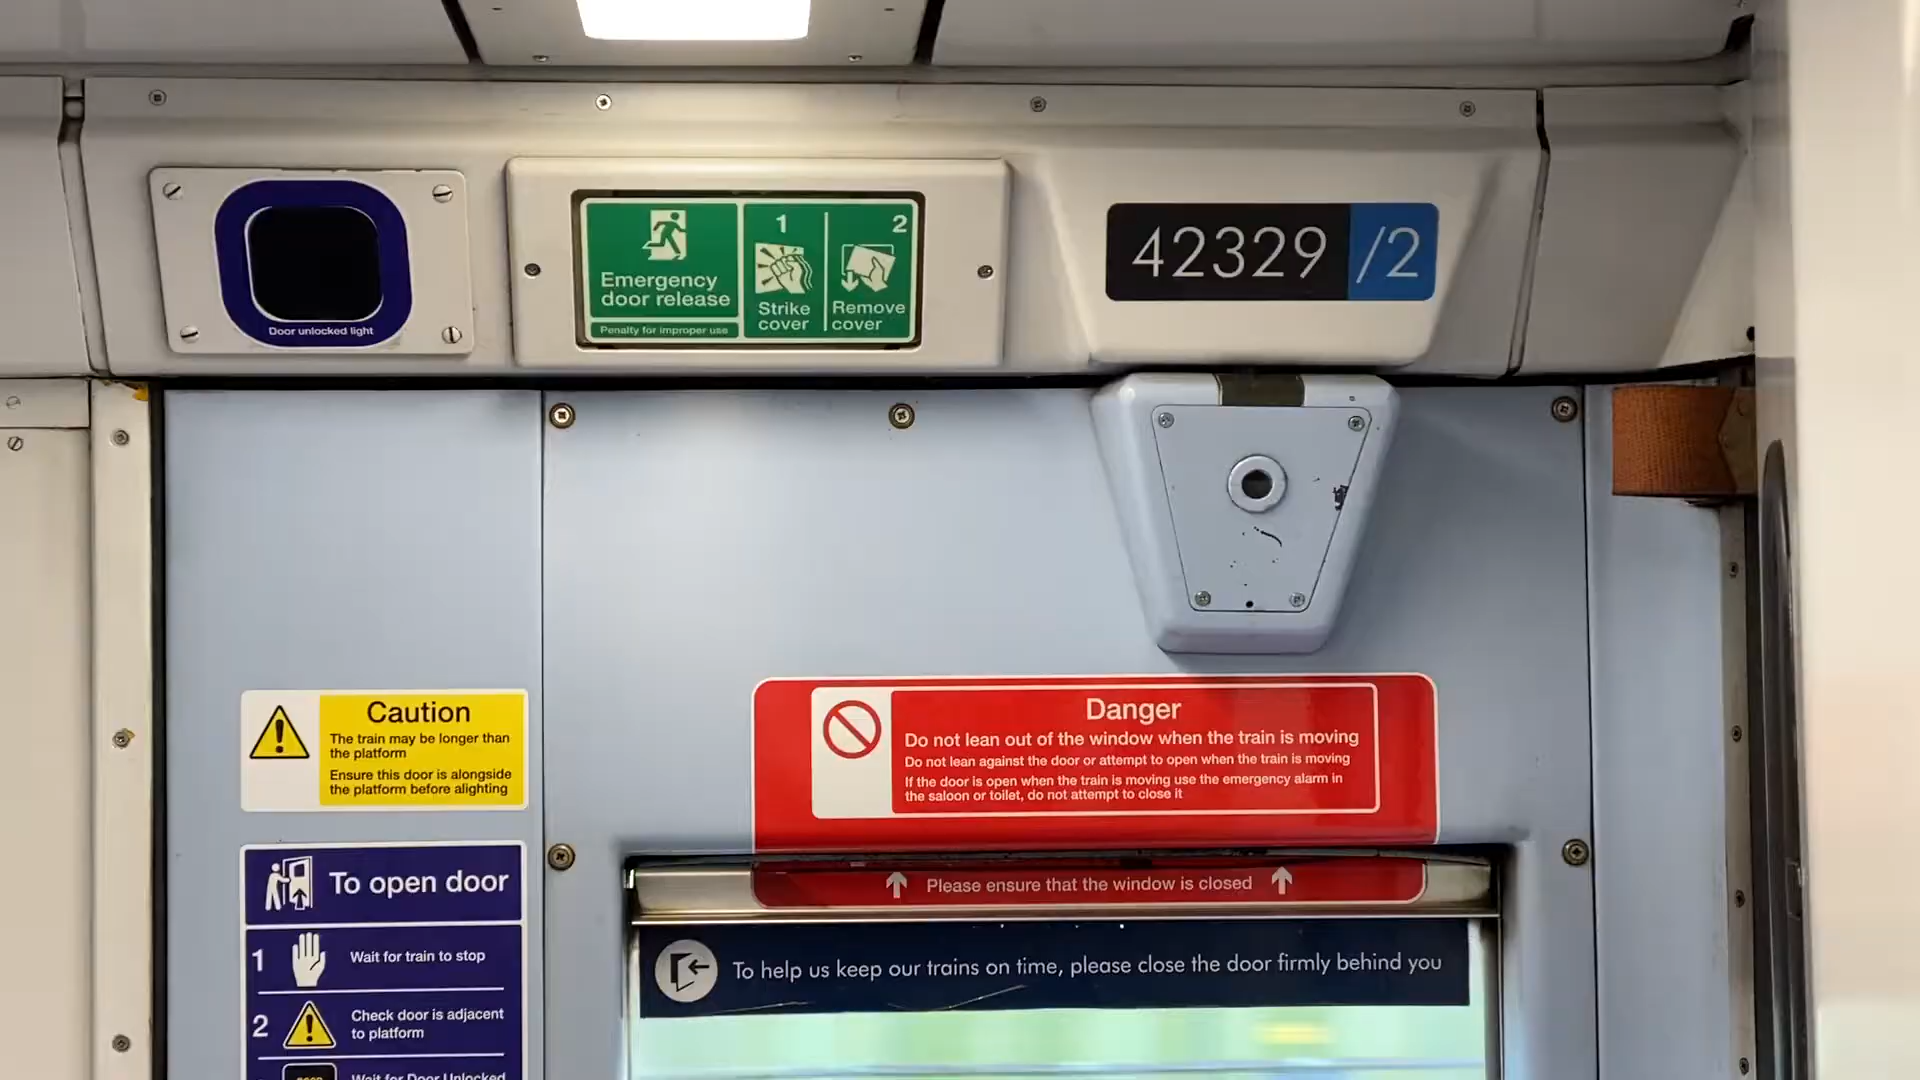 Door unlocked light
Emergency
door release
Penalty for improper use
1
Strike
cover
2
Remove
cover
42329 /2
Caution
The train may be longer than
the platform
Ensure this door is alongside
the platform before alighting
Danger
Do not lean out of the window when the train is moving
Do not lean against the door or attempt to open when the train is moving
If the door is open when the train is moving use the emergency alarm in
the saloon or toilet, do not attempt to close it
Please ensure that the window is closed
To help us keep our trains on time, please close the door firmly behind you
To open door
1 Wait for train to stop
2 Check door is adjacent
to platform
Wait for Door Unlocked